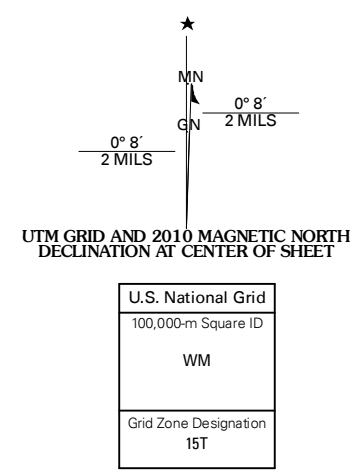 MN
0° 8´
2 MILS
GN
0° 8´
2 MILS
UTM GRID AND 2010 MAGNETIC NORTH
DECLINATION AT CENTER OF SHEET
U.S. National Grid
100,000-m Square ID
WM
Grid Zone Designation
15T